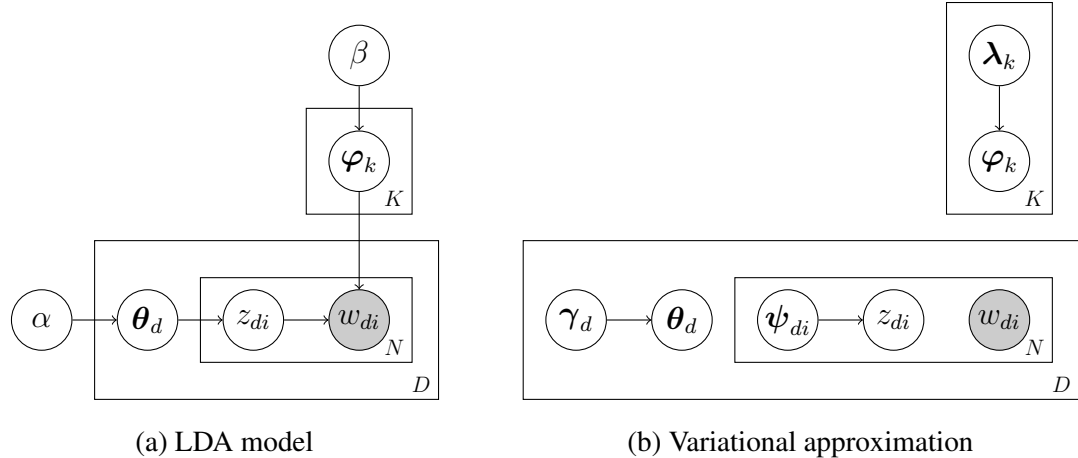 β
φ_k
K
α
θ_d
z_di
w_di
N
D
(a) LDA model
λ_k
φ_k
K
γ_d
θ_d
ψ_di
z_di
w_di
N
D
(b) Variational approximation